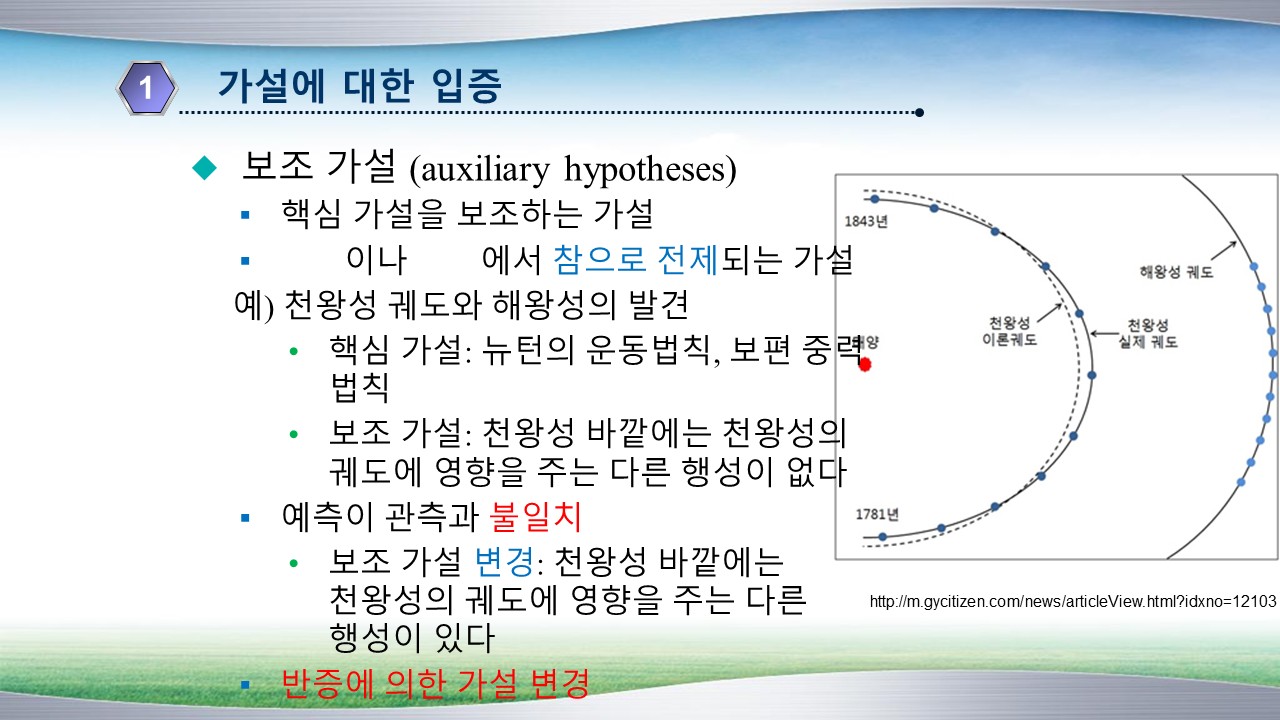 1 가설에 대한 입증
보조 가설 (auxiliary hypotheses)
핵심 가설을 보조하는 가설
이나 에서 참으로 전제되는 가설
예) 천왕성 궤도와 해왕성의 발견
핵심 가설: 뉴턴의 운동법칙, 보편 중력
법칙
보조 가설: 천왕성 바깥에는 천왕성의
궤도에 영향을 주는 다른 행성이 없다
예측이 관측과 불일치
보조 가설 변경: 천왕성 바깥에는
천왕성의 궤도에 영향을 주는 다른
행성이 있다
반증에 의한 가설 변경
1843년
해왕성 궤도
천왕성
이론궤도
천왕성
실제 궤도
태양
1781년
http://m.gycitizen.com/news/articleView.html?idxno=12103